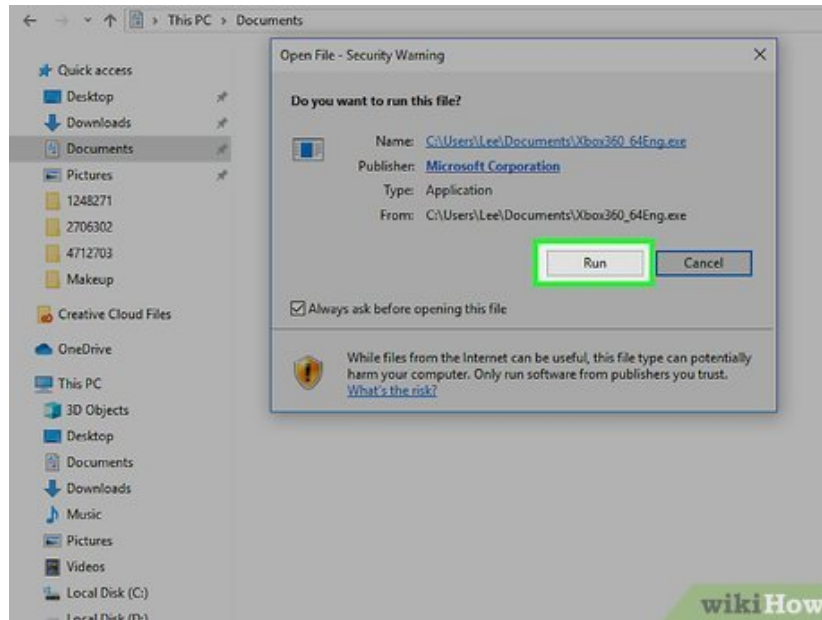 This PC > Documents
Open File - Security Warning
Quick access
Desktop
Downloads
Documents
Pictures
1248271
2706302
4712703
Makeup
Creative Cloud Files
OneDrive
This PC
3D Objects
Desktop
Documents
Downloads
Music
Pictures
Videos
Local Disk (C:)
Local Disk (D:)
Do you want to run this file?
Name: C:\Users\Lee\Documents\Xbox360_64Eng.exe
Publisher: Microsoft Corporation
Type: Application
From: C:\Users\Lee\Documents\Xbox360_64Eng.exe
Run Cancel
Always ask before opening this file
While files from the Internet can be useful, this file type can potentially
harm your computer. Only run software from publishers you trust.
What's the risk?
wikiHow